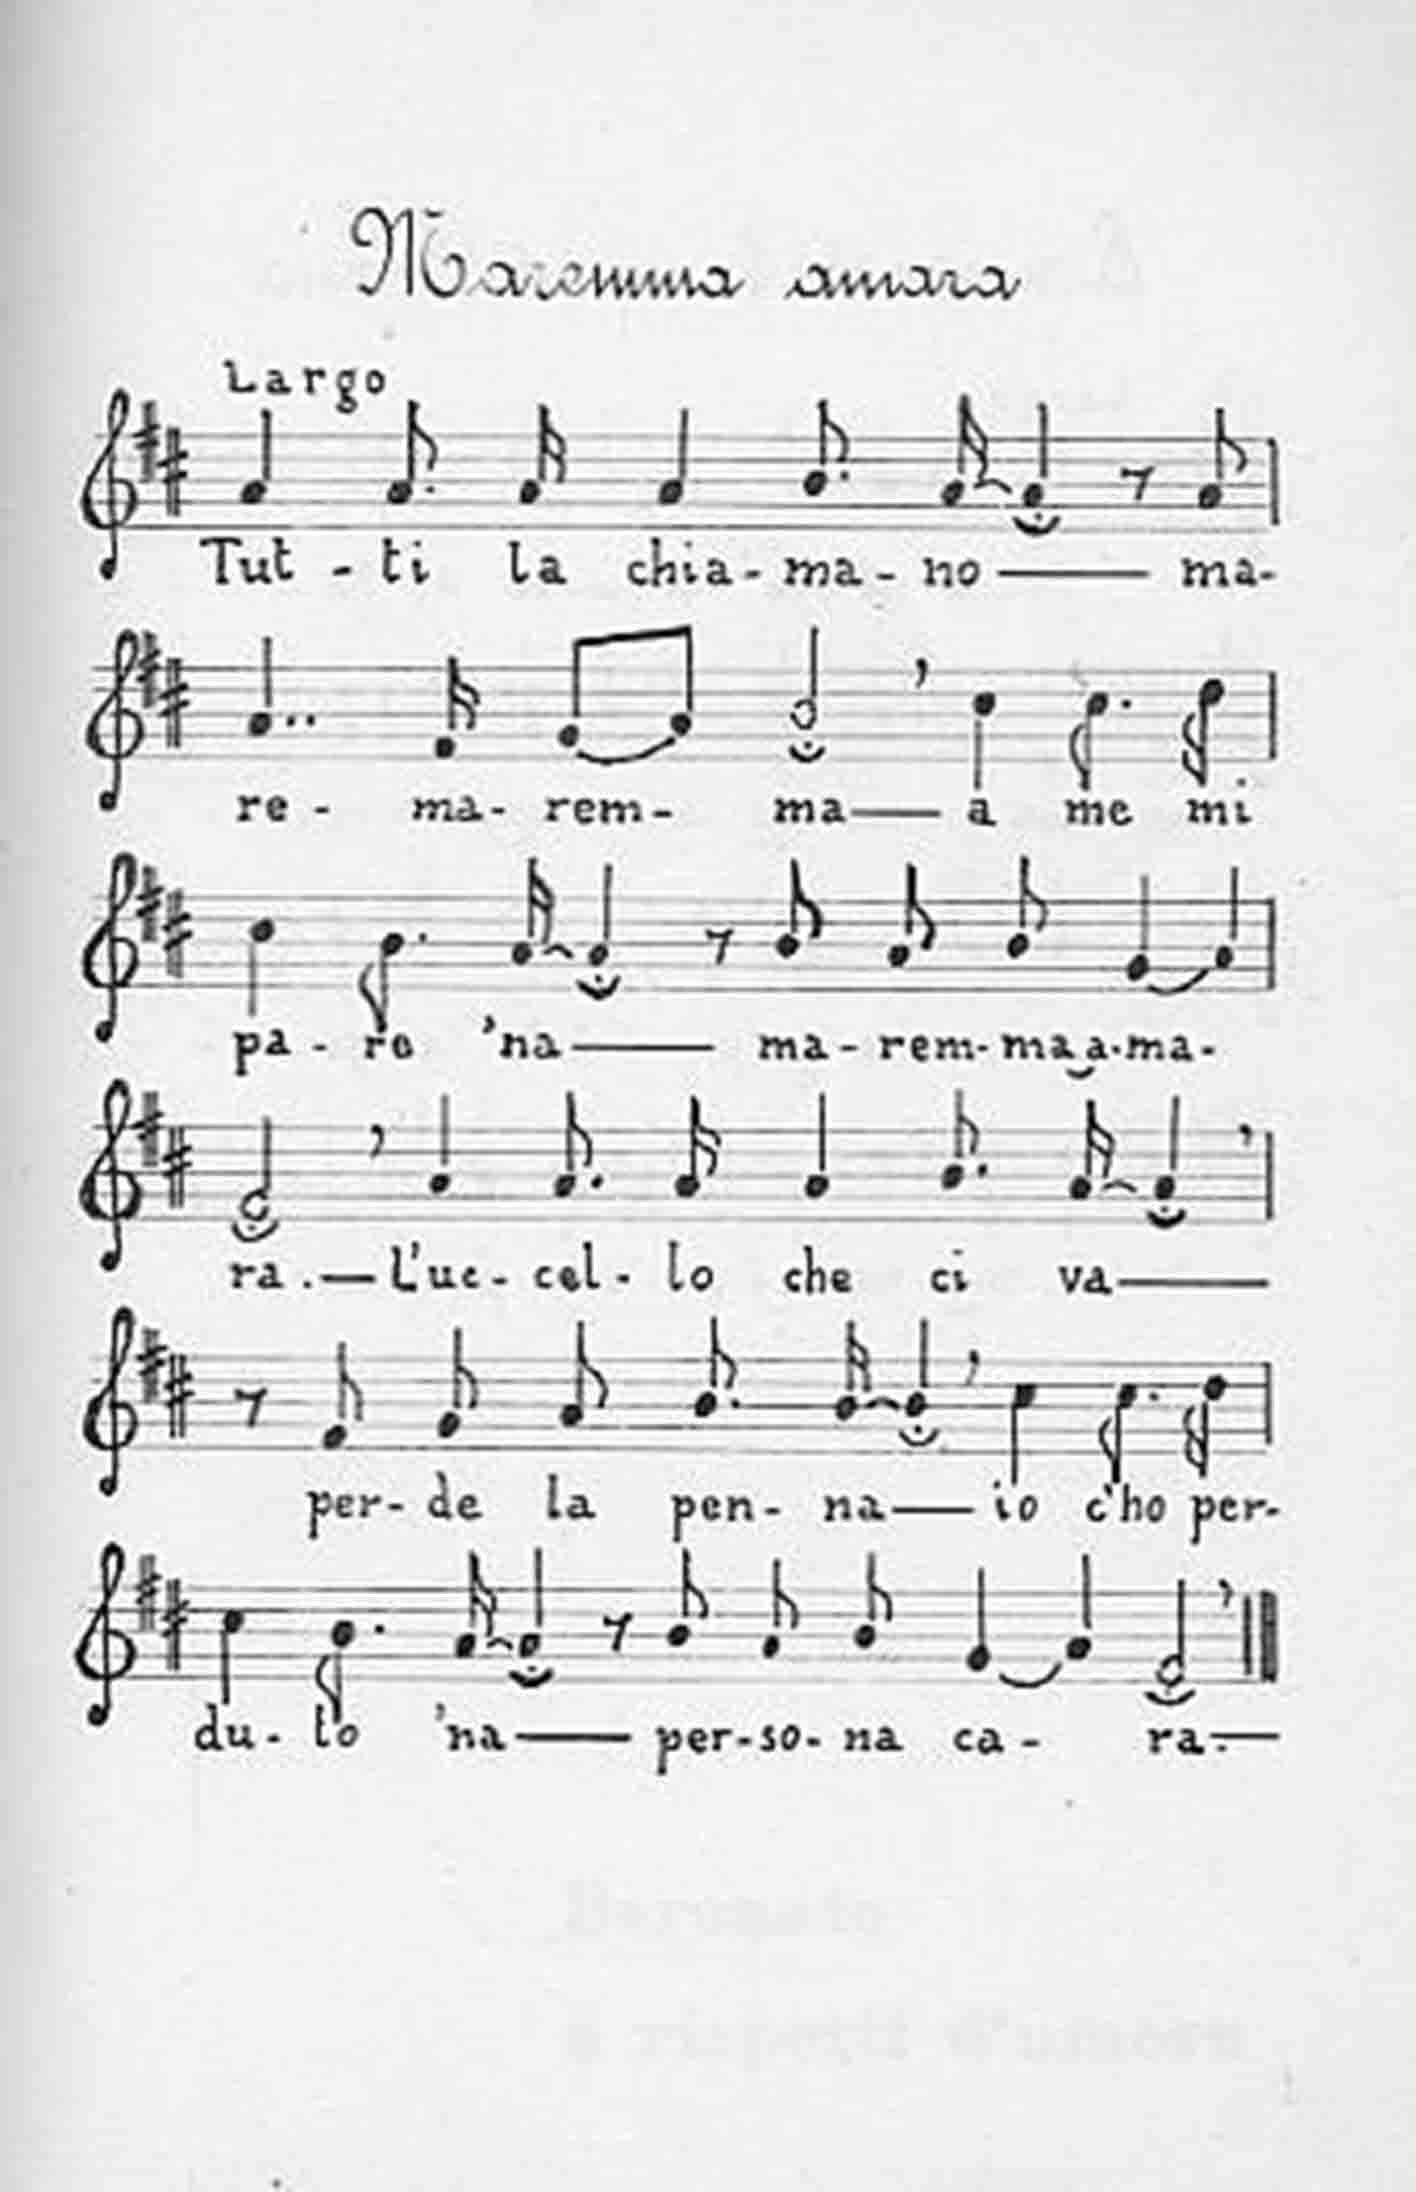 Maremma amara
Largo
Tut - ti la chia - ma - no ma-
re - ma - rem - ma a me mi
pa - re 'na ma - rem - ma a - ma -
ra. L'uc - cel - lo che ci va
per - de la pen - na io c'ho per-
du - to 'na per - so - na ca - ra.